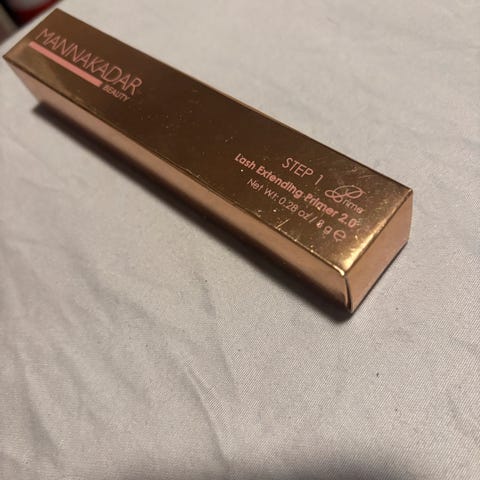 MANNAKADAR
BEAUTY
STEP 1 Prime
Lash Extending Primer 2.0
Net Wt. 0.28 oz / 8 g ℮